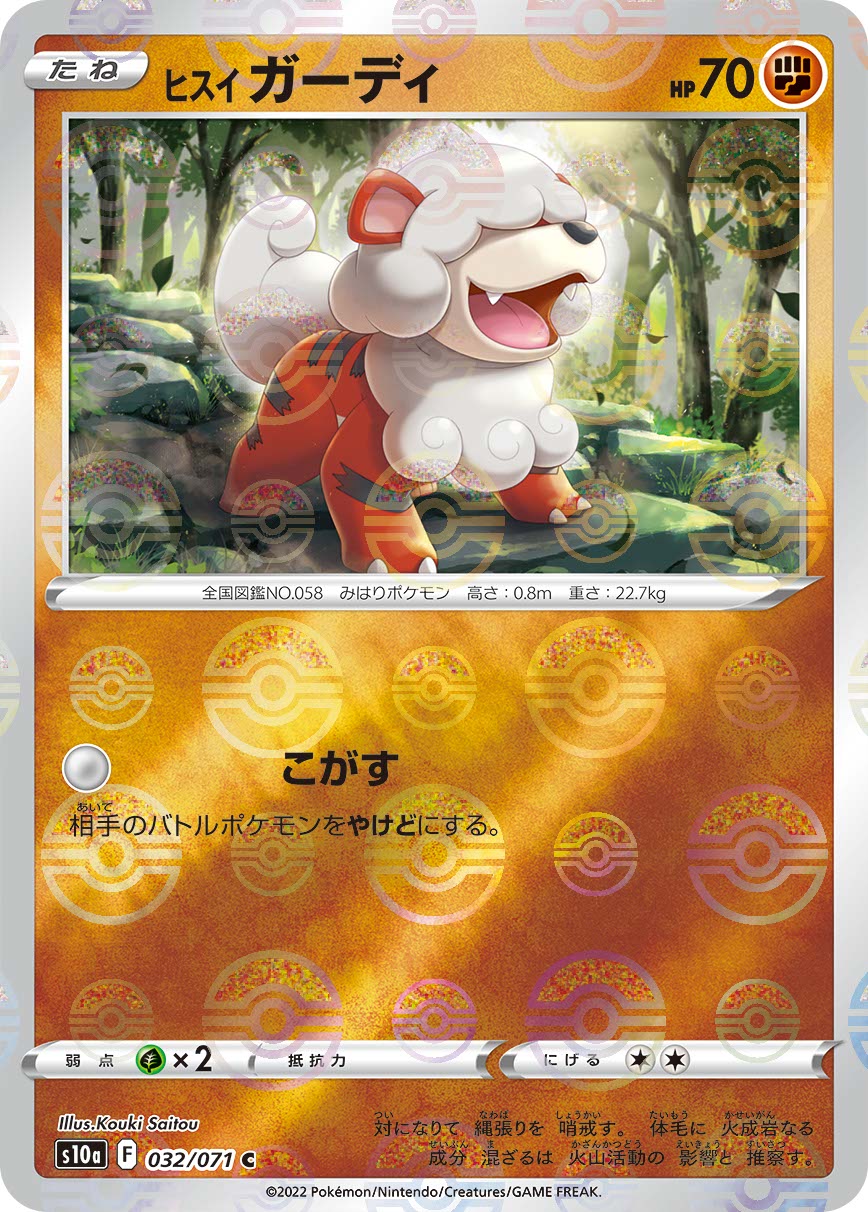 たね ヒスイガーディ HP70
全国図鑑NO.058 みはりポケモン 高さ:0.8m 重さ:22.7kg
こがす
あいて
相手のバトルポケモンをやけどにする。
弱点 ×2 抵抗力 にげる
Illus.Kouki Saitou
つい なわば しょうかい たいもう かせいがん
対になりて 縄張りを 哨戒す。 体毛に 火成岩なる
せいぶん ま かざんかつどう えいきょう すいさつ
成分 混ざるは 火山活動の 影響と 推察す。
s10a F 032/071 C
©2022 Pokémon/Nintendo/Creatures/GAME FREAK.